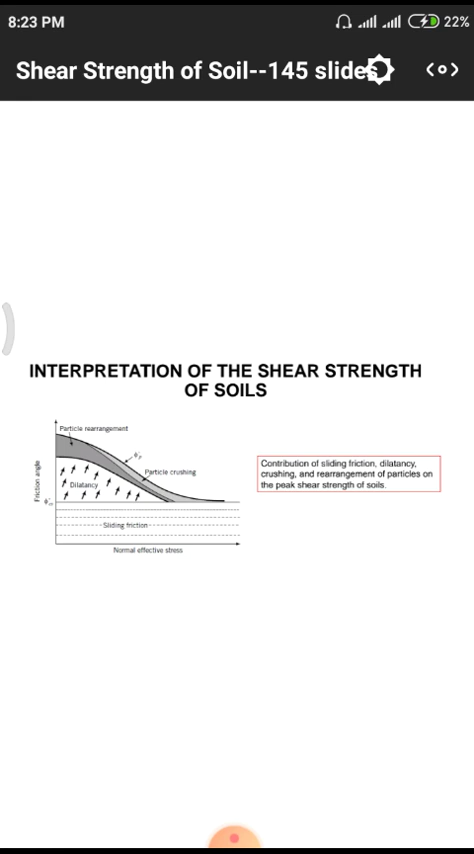 8:23 PM
22%
Shear Strength of Soil--145 slides
INTERPRETATION OF THE SHEAR STRENGTH
OF SOILS
Particle rearrangement
Particle crushing
Dilatancy
Friction angle
Sliding friction
Normal effective stress
Contribution of sliding friction, dilatancy,
crushing, and rearrangement of particles on
the peak shear strength of soils.